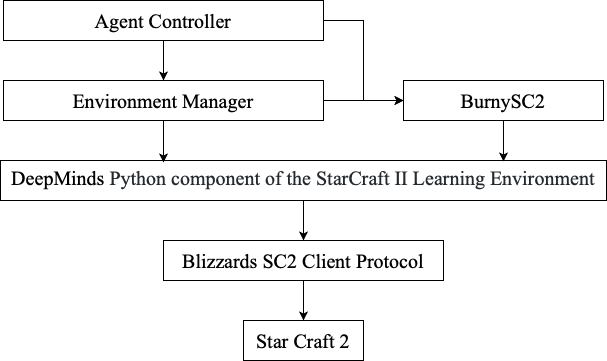 Agent Controller
Environment Manager
BurnySC2
DeepMinds Python component of the StarCraft II Learning Environment
Blizzards SC2 Client Protocol
Star Craft 2